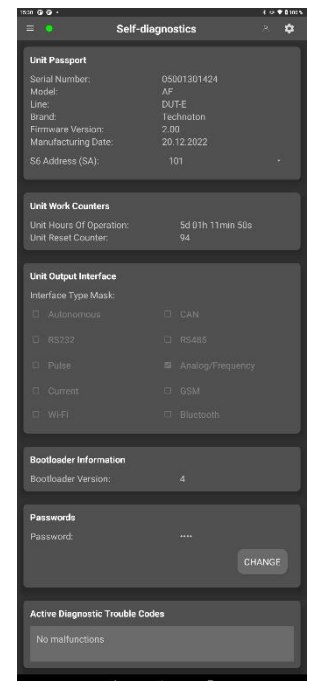 Self-diagnostics
Unit Passport
Serial Number: 05001301424
Model: AF
Line: DUT-E
Brand: Technoton
Firmware Version: 2.00
Manufacturing Date: 20.12.2022
S6 Address (SA): 101
Unit Work Counters
Unit Hours Of Operation: 5d 01h 11min 50s
Unit Reset Counter: 94
Unit Output Interface
Interface Type Mask:
Autonomous CAN
RS232 RS485
Pulse Analog/Frequency
Current GSM
Wi-Fi Bluetooth
Bootloader Information
Bootloader Version: 4
Passwords
Password: ••••
CHANGE
Active Diagnostic Trouble Codes
No malfunctions